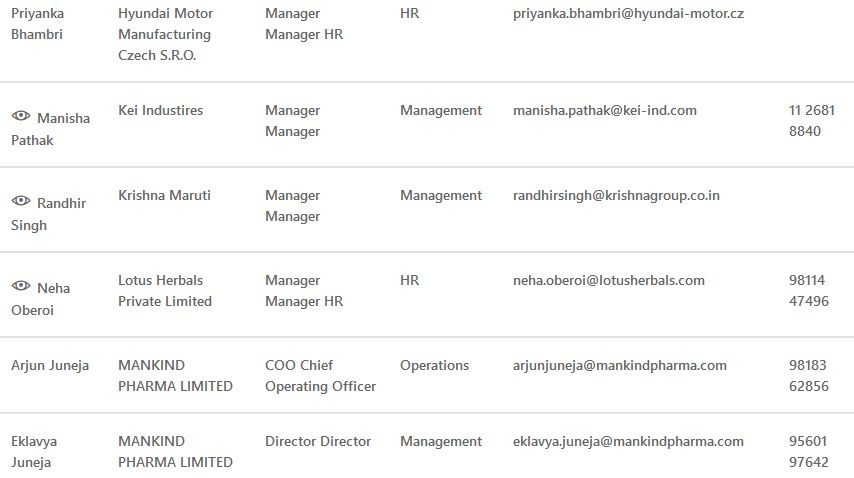 Priyanka Hyundai Motor Manager HR priyanka.bhambri@hyundai-motor.cz
Bhambri Manufacturing Manager HR
Czech S.R.O.
Manisha Kei Industires Manager Management manisha.pathak@kei-ind.com 11 2681
Pathak Manager 8840
Randhir Krishna Maruti Manager Management randhirsingh@krishnagroup.co.in
Singh Manager
Neha Lotus Herbals Manager HR neha.oberoi@lotusherbals.com 98114
Oberoi Private Limited Manager HR 47496
Arjun Juneja MANKIND COO Chief Operations arjunjuneja@mankindpharma.com 98183
PHARMA LIMITED Operating Officer 62856
Eklavya MANKIND Director Director Management eklavya.juneja@mankindpharma.com 95601
Juneja PHARMA LIMITED 97642